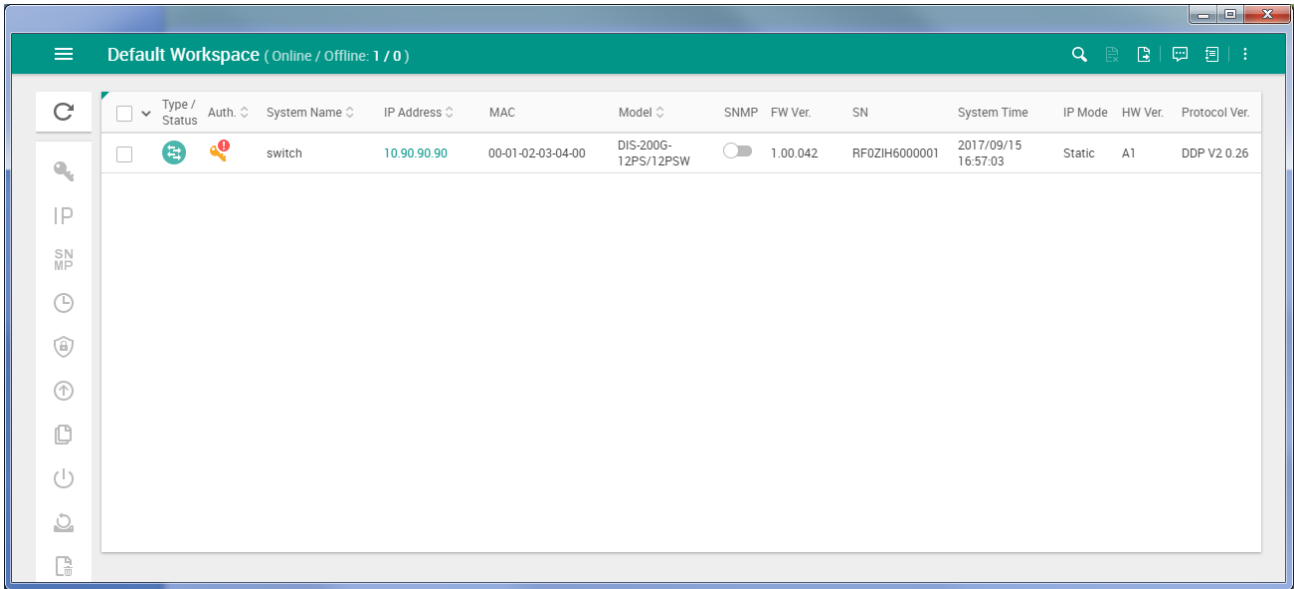 Default Workspace ( Online / Offline: 1 / 0 )
Type / Status Auth. System Name IP Address MAC Model SNMP FW Ver. SN System Time IP Mode HW Ver. Protocol Ver.
switch 10.90.90.90 00-01-02-03-04-00 DIS-200G-12PS/12PSW 1.00.042 RF0ZIH6000001 2017/09/15 16:57:03 Static A1 DDP V2 0.26
IP
SN
MP